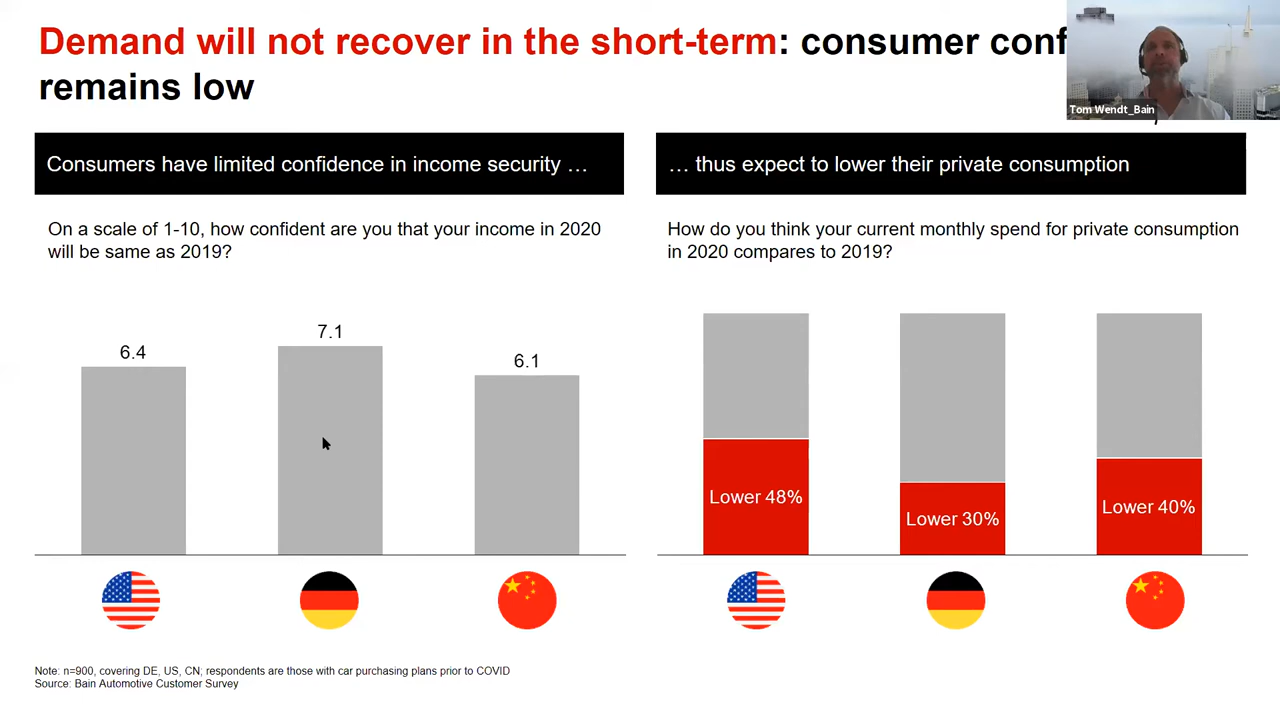 Demand will not recover in the short-term: consumer conf
remains low
Tom Wendt_Bain
Consumers have limited confidence in income security …
… thus expect to lower their private consumption
On a scale of 1-10, how confident are you that your income in 2020
will be same as 2019?
How do you think your current monthly spend for private consumption
in 2020 compares to 2019?
6.4
7.1
6.1
Lower 48%
Lower 30%
Lower 40%
Note: n=900, covering DE, US, CN; respondents are those with car purchasing plans prior to COVID
Source: Bain Automotive Customer Survey